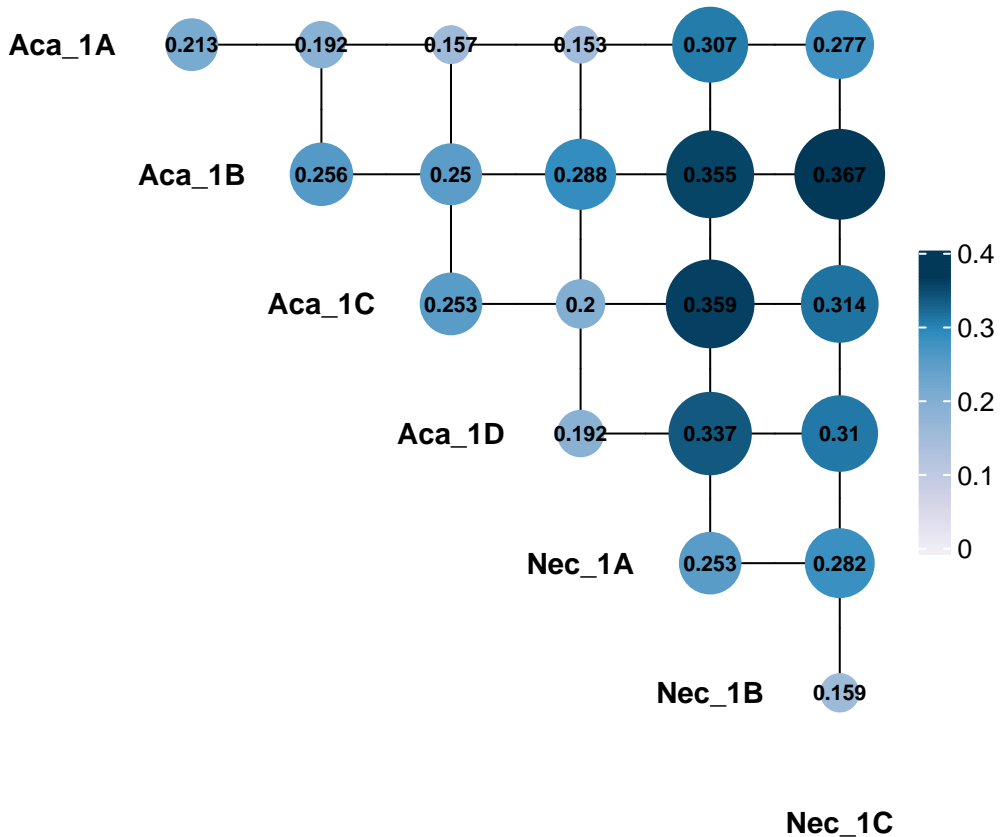 Aca_1A 0.213 0.192 0.157 0.153 0.307 0.277
Aca_1B 0.256 0.25 0.288 0.355 0.367
0.4
Aca_1C 0.253 0.2 0.359 0.314
0.3
0.2
Aca_1D 0.192 0.337 0.31
0.1
0
Nec_1A 0.253 0.282
Nec_1B 0.159
Nec_1C